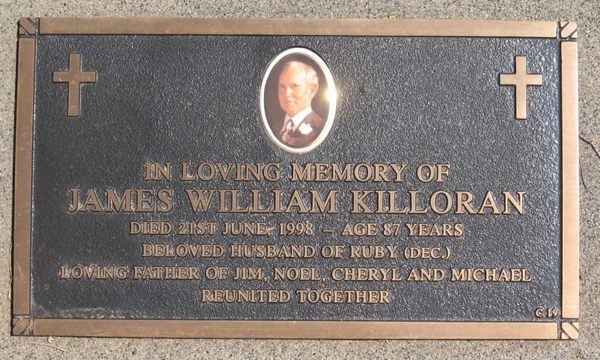 IN LOVING MEMORY OF
JAMES WILLIAM KILLORAN
DIED 21ST JUNE, 1998 – AGE 87 YEARS
BELOVED HUSBAND OF RUBY (DEC.)
LOVING FATHER OF JIM, NOEL, CHERYL AND MICHAEL
REUNITED TOGETHER
C 19